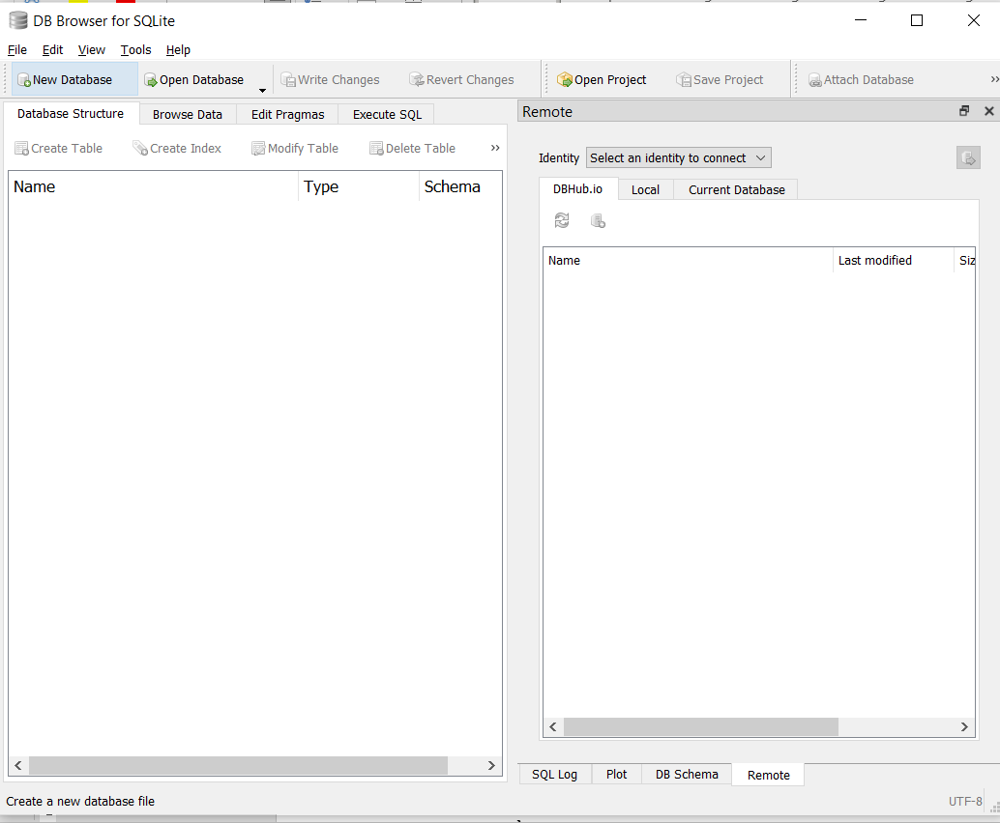 DB Browser for SQLite
File Edit View Tools Help
New Database Open Database Write Changes Revert Changes Open Project Save Project Attach Database »
Database Structure Browse Data Edit Pragmas Execute SQL
Create Table Create Index Modify Table Delete Table »
Name Type Schema
Remote
Identity Select an identity to connect
DBHub.io Local Current Database
Name Last modified Siz
SQL Log Plot DB Schema Remote
Create a new database file UTF-8